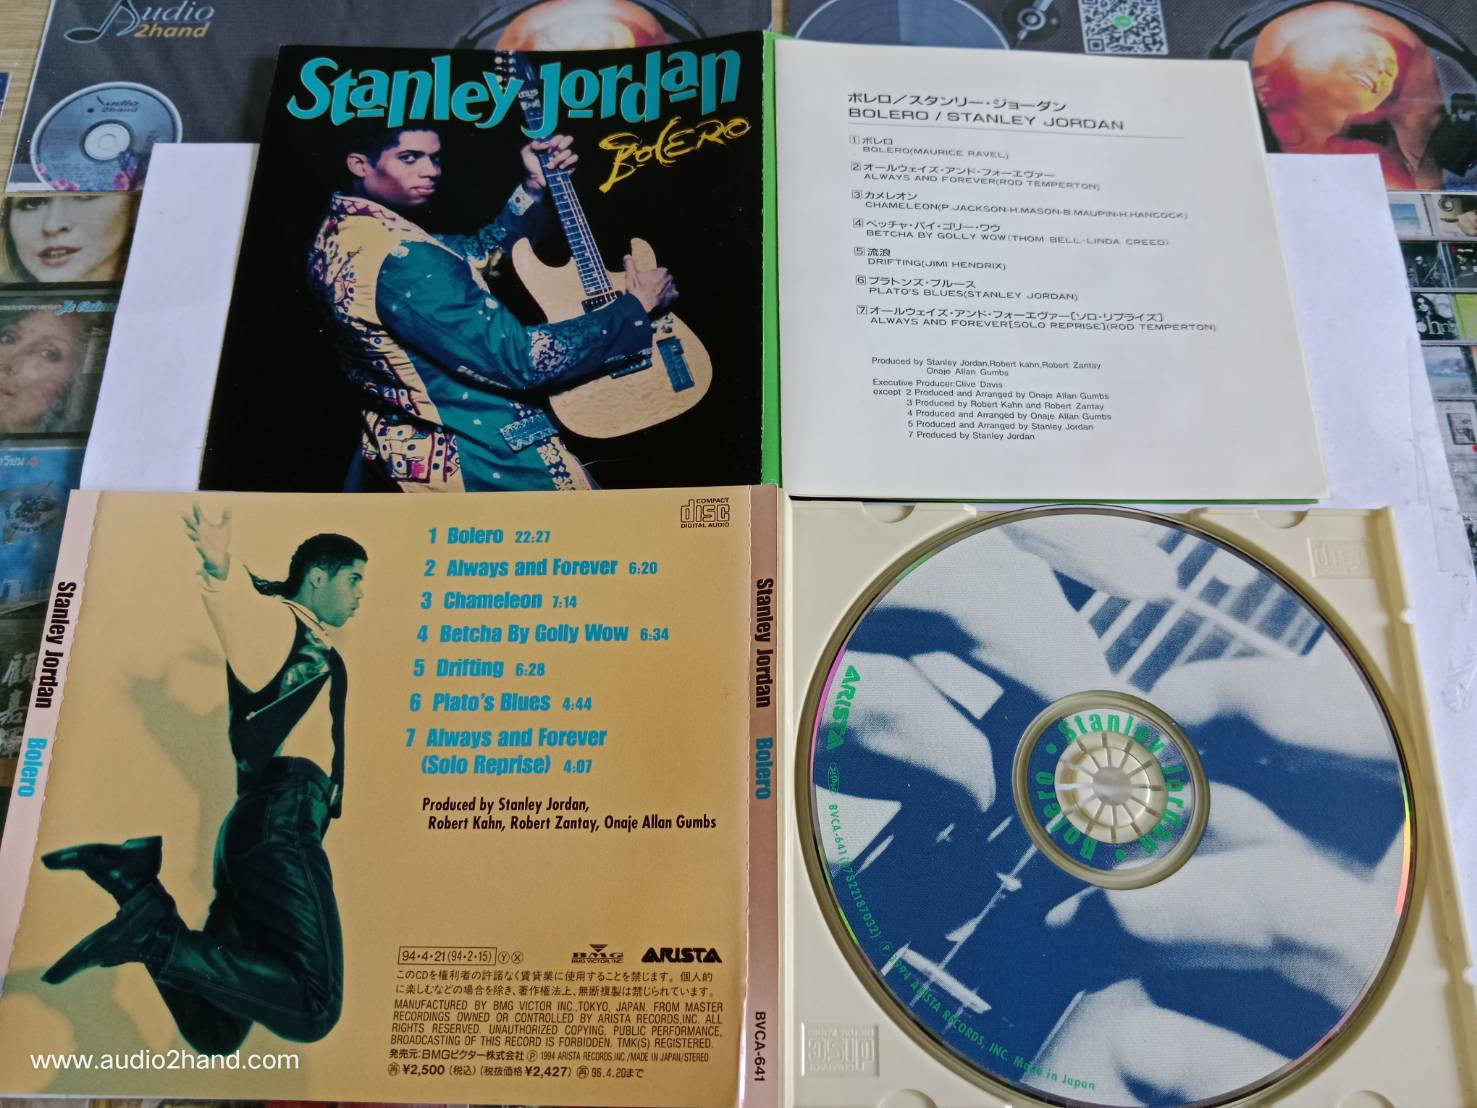 Audio
2hand
Audio
2hand
Stanley Jordan
BOLERO
ボレロ／スタンリー・ジョーダン
BOLERO / STANLEY JORDAN
1 ボレロ
BOLERO(MAURICE RAVEL)
2 オールウェイズ・アンド・フォーエヴァー
ALWAYS AND FOREVER(ROD TEMPERTON)
3 カメレオン
CHAMELEON(P.JACKSON-H.MASON-B.MAUPIN-H.HANCOCK)
4 ベッチャ・バイ・ゴリー・ワウ
BETCHA BY GOLLY WOW(THOM BELL-LINDA CREED)
5 流浪
DRIFTING(JIMI HENDRIX)
6 プラトンズ・ブルース
PLATO'S BLUES(STANLEY JORDAN)
7 オールウェイズ・アンド・フォーエヴァー[ソロ・リプライズ]
ALWAYS AND FOREVER[SOLO REPRISE](ROD TEMPERTON)
Produced by Stanley Jordan,Robert kahn,Robert Zantay
Onaje Allan Gumbs
Executive Producer:Clive Davis
except 2 Produced and Arranged by Onaje Allan Gumbs
3 Produced by Robert Kahn and Robert Zantay
4 Produced and Arranged by Onaje Allan Gumbs
5 Produced and Arranged by Stanley Jordan
7 Produced by Stanley Jordan
Stanley Jordan Bolero
COMPACT
disc
DIGITAL AUDIO
1 Bolero 22:27
2 Always and Forever 6:20
3 Chameleon 7:14
4 Betcha By Golly Wow 6:34
5 Drifting 6:28
6 Plato's Blues 4:44
7 Always and Forever
(Solo Reprise) 4:07
Produced by Stanley Jordan,
Robert Kahn, Robert Zantay, Onaje Allan Gumbs
94・4・21(94・2・15) Ⓨ Ⓧ
BMG
BMG VICTOR, INC.
ARISTA
このCDを権利者の許諾なく賃貸業に使用することを禁じます。個人的
に楽しむなどの場合を除き、著作権法上、無断複製は禁じられています。
MANUFACTURED BY BMG VICTOR INC.,TOKYO, JAPAN. FROM MASTER
RECORDINGS OWNED OR CONTROLLED BY ARISTA RECORDS,INC. ALL
RIGHTS RESERVED. UNAUTHORIZED COPYING, PUBLIC PERFORMANCE,
BROADCASTING OF THIS RECORD IS FORBIDDEN. TMK(S) REGISTERED.
発売元:BMGビクター株式会社 Ⓟ 1994 ARISTA RECORDS,INC./MADE IN JAPAN/STEREO
㊢ ¥2,500 (税込) (税抜価格 ¥2,427) ㊢ 96.4.20まで
Stanley Jordan Bolero BVCA-641
ARISTA
BVCA-641(07822187032) Ⓟ 1994 ARISTA RECORDS, INC. Made in Japan
Stanley Jordan • Bolero •
disc
disc
www.audio2hand.com